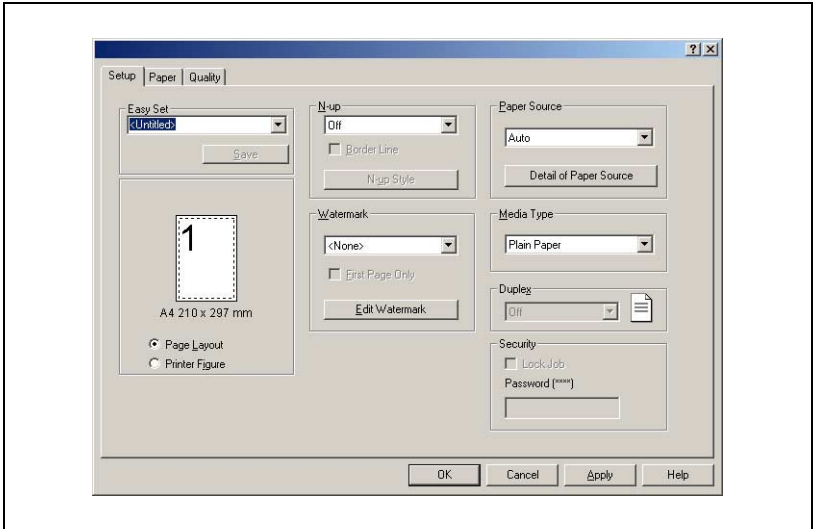 Setup
Paper
Quality
Easy Set
<Untitled>
Save
1
A4 210 x 297 mm
Page Layout
Printer Figure
N-up
Off
Border Line
N-up Style
Watermark
<None>
First Page Only
Edit Watermark
Paper Source
Auto
Detail of Paper Source
Media Type
Plain Paper
Duplex
Off
Security
Lock Job
Password (****)
OK
Cancel
Apply
Help